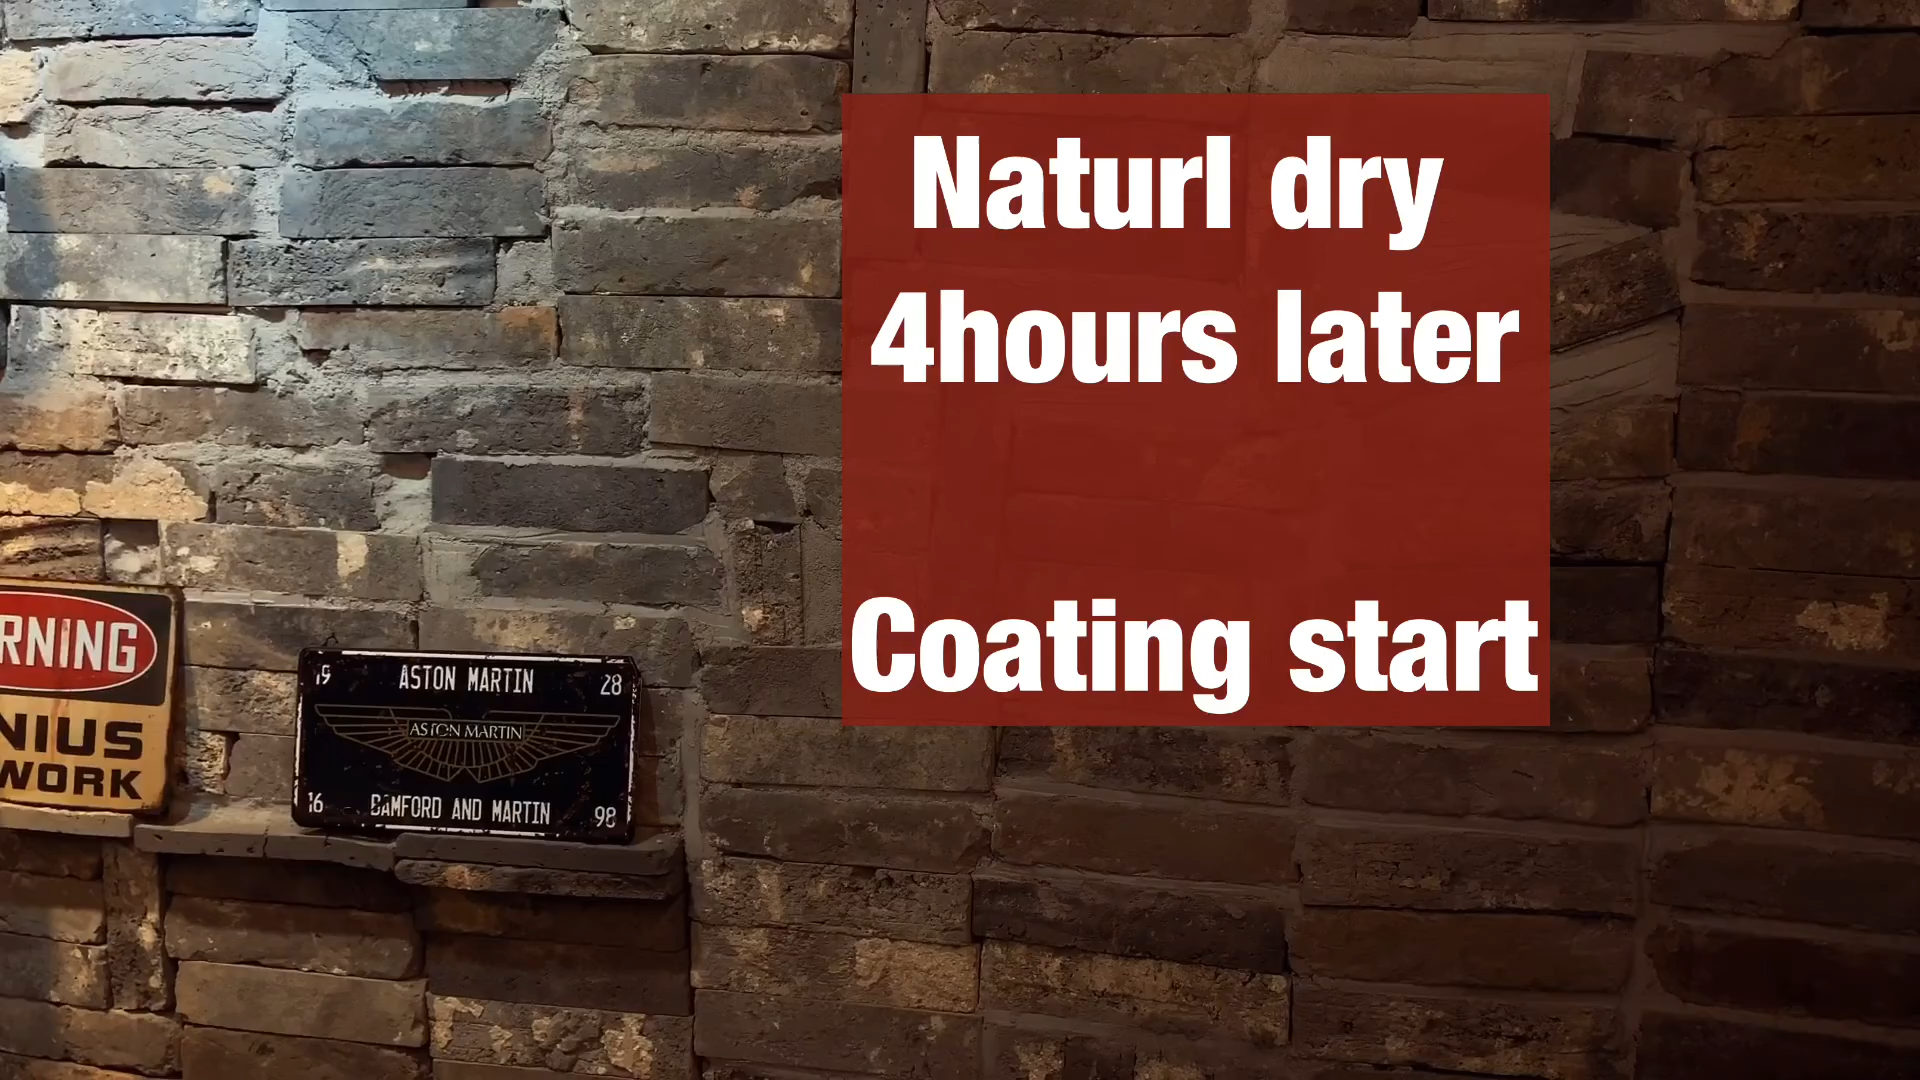 Naturl dry
4hours later
Coating start
RNING
NIUS
WORK
19 ASTON MARTIN 28
ASTON MARTIN
16 BAMFORD AND MARTIN 98